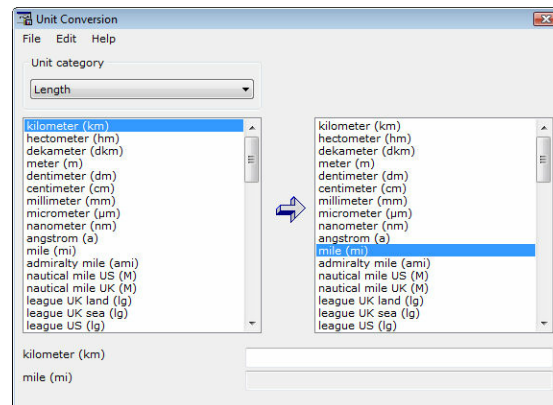 Unit Conversion
File Edit Help
Unit category
Length
kilometer (km)
hectometer (hm)
dekameter (dkm)
meter (m)
dentimeter (dm)
centimeter (cm)
millimeter (mm)
micrometer (µm)
nanometer (nm)
angstrom (a)
mile (mi)
admiralty mile (ami)
nautical mile US (M)
nautical mile UK (M)
league UK land (lg)
league UK sea (lg)
league US (lg)
kilometer (km)
hectometer (hm)
dekameter (dkm)
meter (m)
dentimeter (dm)
centimeter (cm)
millimeter (mm)
micrometer (µm)
nanometer (nm)
angstrom (a)
mile (mi)
admiralty mile (ami)
nautical mile US (M)
nautical mile UK (M)
league UK land (lg)
league UK sea (lg)
league US (lg)
kilometer (km)
mile (mi)